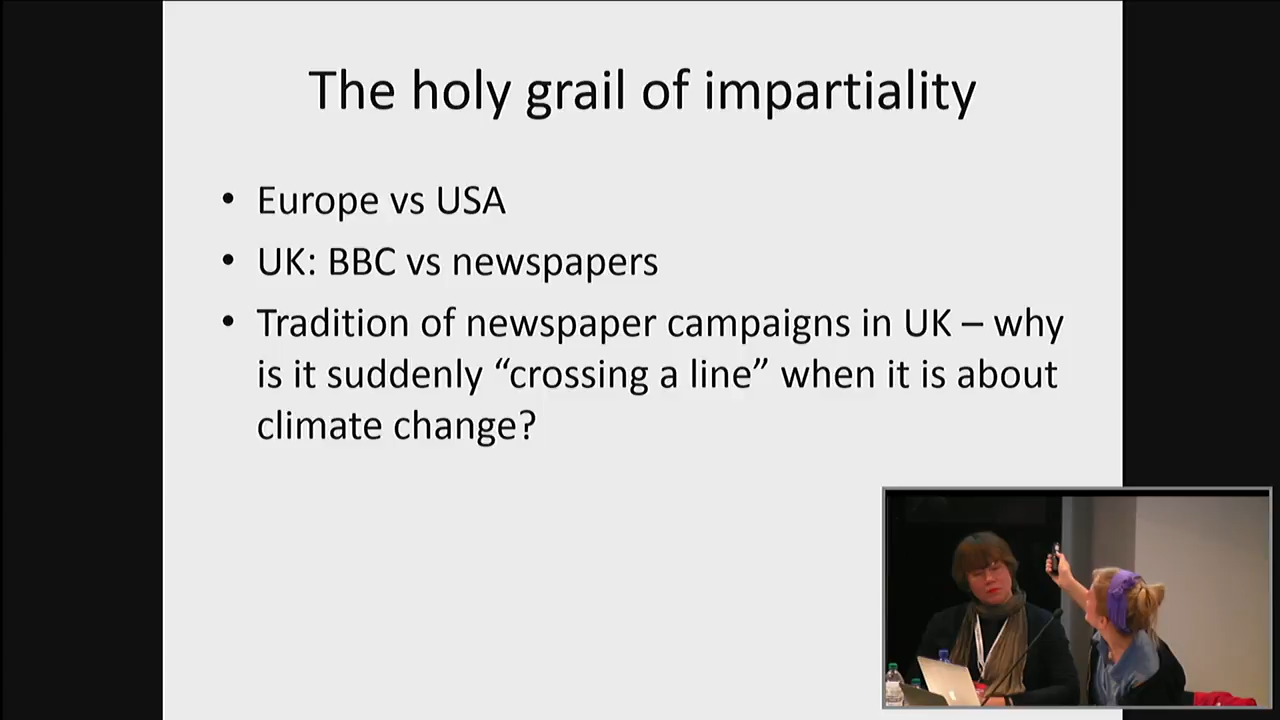 The holy grail of impartiality
• Europe vs USA
• UK: BBC vs newspapers
• Tradition of newspaper campaigns in UK – why
is it suddenly “crossing a line” when it is about
climate change?